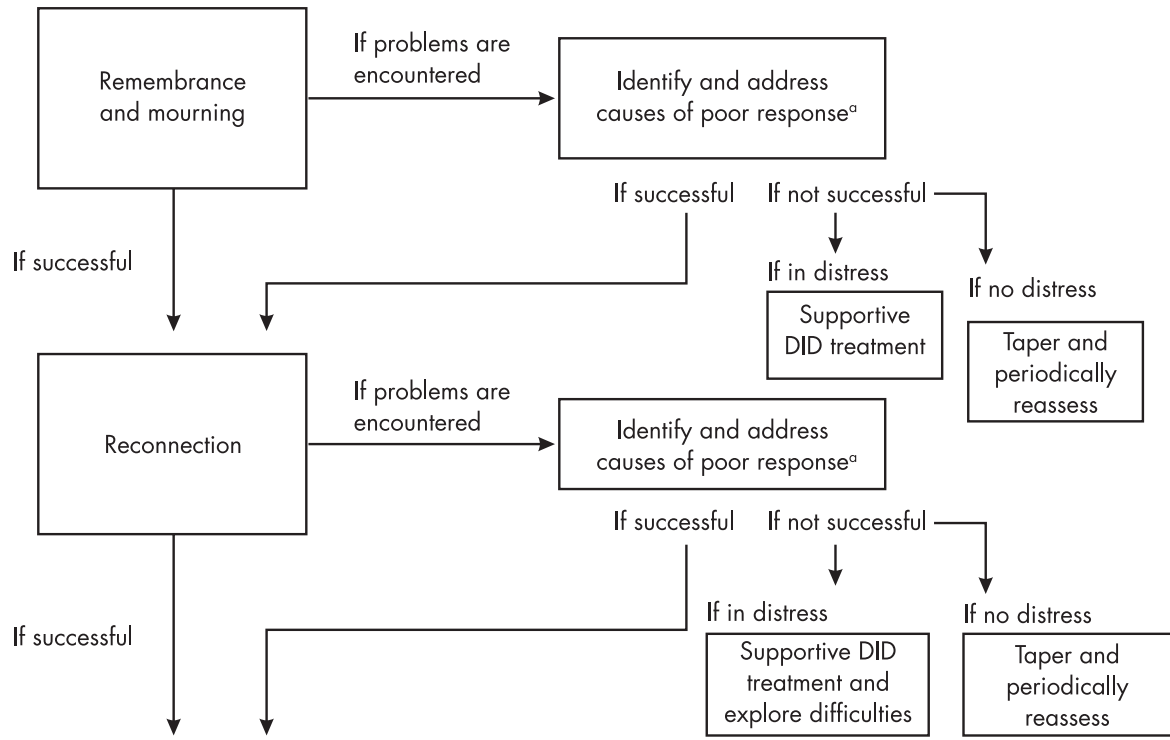 Remembrance
and mourning
If problems are
encountered
Identify and address
causes of poor responseᵃ
If successful
If successful
If not successful
If in distress
Supportive
DID treatment
If no distress
Taper and
periodically
reassess
Reconnection
If problems are
encountered
Identify and address
causes of poor responseᵃ
If successful
If successful
If not successful
If in distress
Supportive DID
treatment and
explore difficulties
If no distress
Taper and
periodically
reassess